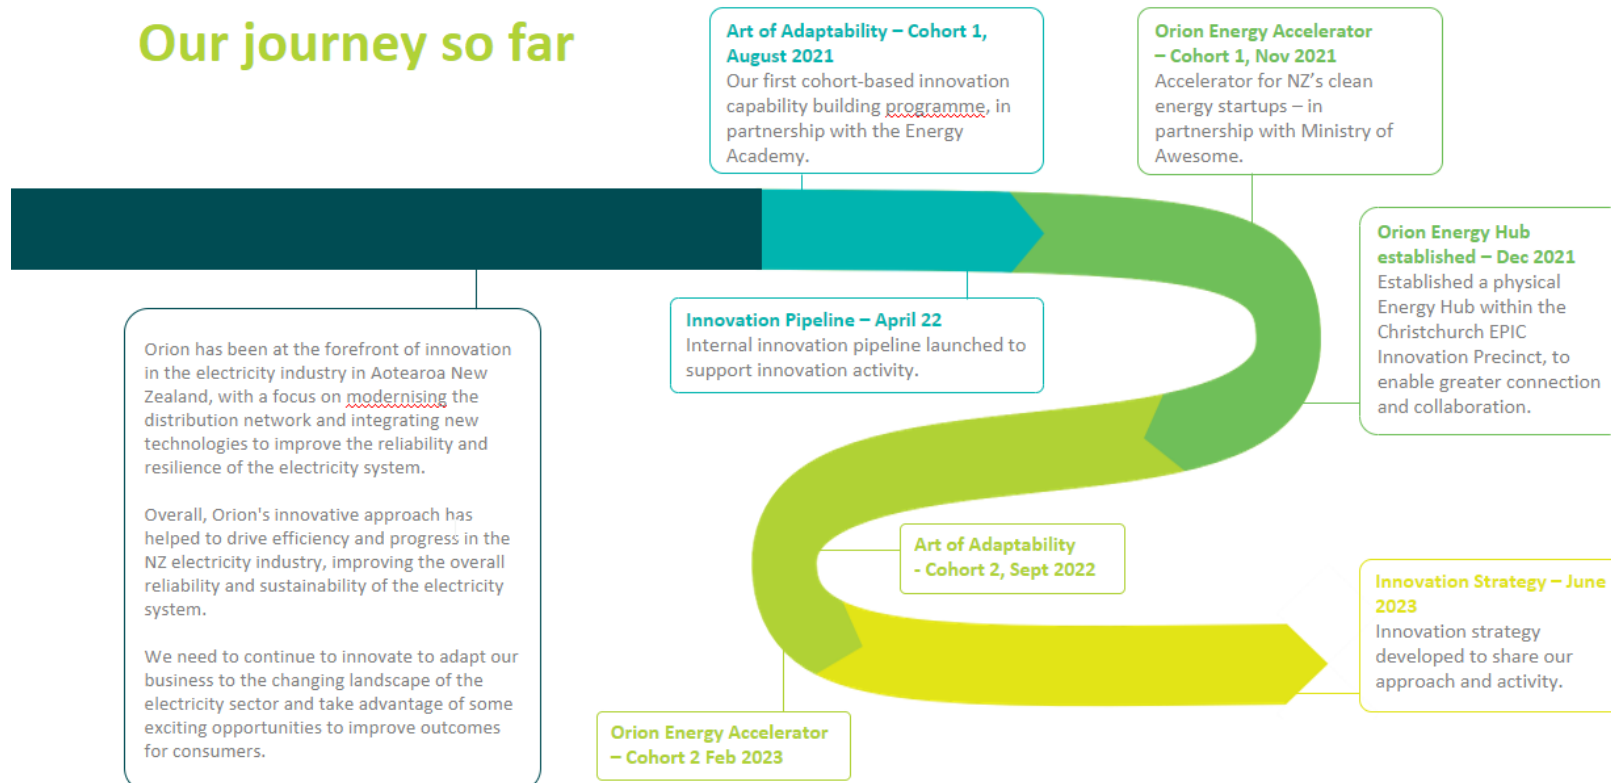 Our journey so far
Art of Adaptability – Cohort 1,
August 2021
Our first cohort-based innovation
capability building programme, in
partnership with the Energy
Academy.
Orion Energy Accelerator
– Cohort 1, Nov 2021
Accelerator for NZ's clean
energy startups – in
partnership with Ministry of
Awesome.
Orion Energy Hub
established – Dec 2021
Established a physical
Energy Hub within the
Christchurch EPIC
Innovation Precinct, to
enable greater connection
and collaboration.
Innovation Pipeline – April 22
Internal innovation pipeline launched to
support innovation activity.
Orion has been at the forefront of innovation
in the electricity industry in Aotearoa New
Zealand, with a focus on modernising the
distribution network and integrating new
technologies to improve the reliability and
resilience of the electricity system.
Overall, Orion's innovative approach has
helped to drive efficiency and progress in the
NZ electricity industry, improving the overall
reliability and sustainability of the electricity
system.
We need to continue to innovate to adapt our
business to the changing landscape of the
electricity sector and take advantage of some
exciting opportunities to improve outcomes
for consumers.
Art of Adaptability
- Cohort 2, Sept 2022
Innovation Strategy – June
2023
Innovation strategy
developed to share our
approach and activity.
Orion Energy Accelerator
– Cohort 2 Feb 2023